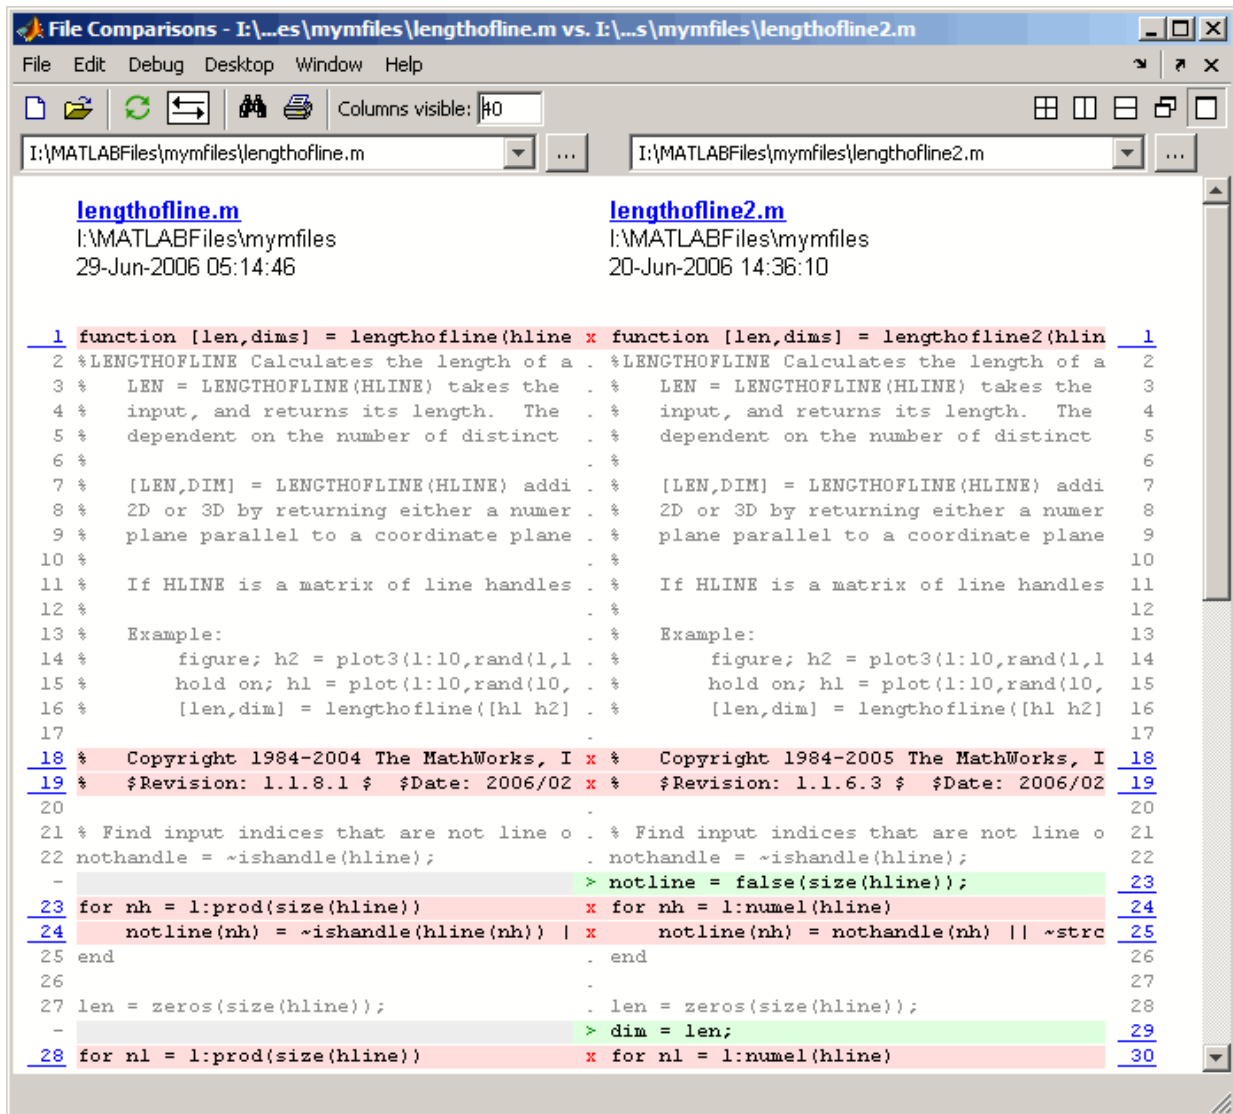 File Comparisons - I:\...es\mymfiles\lengthofline.m vs. I:\...s\mymfiles\lengthofline2.m
File Edit Debug Desktop Window Help
Columns visible: 40
I:\MATLABFiles\mymfiles\lengthofline.m ... I:\MATLABFiles\mymfiles\lengthofline2.m ...
lengthofline.m lengthofline2.m
I:\MATLABFiles\mymfiles I:\MATLABFiles\mymfiles
29-Jun-2006 05:14:46 20-Jun-2006 14:36:10
1 function [len,dims] = lengthofline(hline x function [len,dims] = lengthofline2(hlin 1
2 %LENGTHOFLINE Calculates the length of a . %LENGTHOFLINE Calculates the length of a 2
3 %    LEN = LENGTHOFLINE(HLINE) takes the . %    LEN = LENGTHOFLINE(HLINE) takes the 3
4 %    input, and returns its length.  The . %    input, and returns its length.  The 4
5 %    dependent on the number of distinct . %    dependent on the number of distinct 5
6 % . % 6
7 %    [LEN,DIM] = LENGTHOFLINE(HLINE) addi . %    [LEN,DIM] = LENGTHOFLINE(HLINE) addi 7
8 %    2D or 3D by returning either a numer . %    2D or 3D by returning either a numer 8
9 %    plane parallel to a coordinate plane . %    plane parallel to a coordinate plane 9
10 % . % 10
11 %    If HLINE is a matrix of line handles . %    If HLINE is a matrix of line handles 11
12 % . % 12
13 %    Example: . %    Example: 13
14 %        figure; h2 = plot3(1:10,rand(1,1 . %        figure; h2 = plot3(1:10,rand(1,1 14
15 %        hold on; h1 = plot(1:10,rand(10, . %        hold on; h1 = plot(1:10,rand(10, 15
16 %        [len,dim] = lengthofline([h1 h2] . %        [len,dim] = lengthofline([h1 h2] 16
17 . 17
18 %    Copyright 1984-2004 The MathWorks, I x %    Copyright 1984-2005 The MathWorks, I 18
19 %    $Revision: 1.1.8.1 $  $Date: 2006/02 x %    $Revision: 1.1.6.3 $  $Date: 2006/02 19
20 . 20
21 % Find input indices that are not line o . % Find input indices that are not line o 21
22 nothandle = ~ishandle(hline); . nothandle = ~ishandle(hline); 22
- > notline = false(size(hline)); 23
23 for nh = 1:prod(size(hline)) x for nh = 1:numel(hline) 24
24     notline(nh) = ~ishandle(hline(nh)) | x     notline(nh) = nothandle(nh) || ~strc 25
25 end . end 26
26 . 27
27 len = zeros(size(hline)); . len = zeros(size(hline)); 28
- > dim = len; 29
28 for nl = 1:prod(size(hline)) x for nl = 1:numel(hline) 30